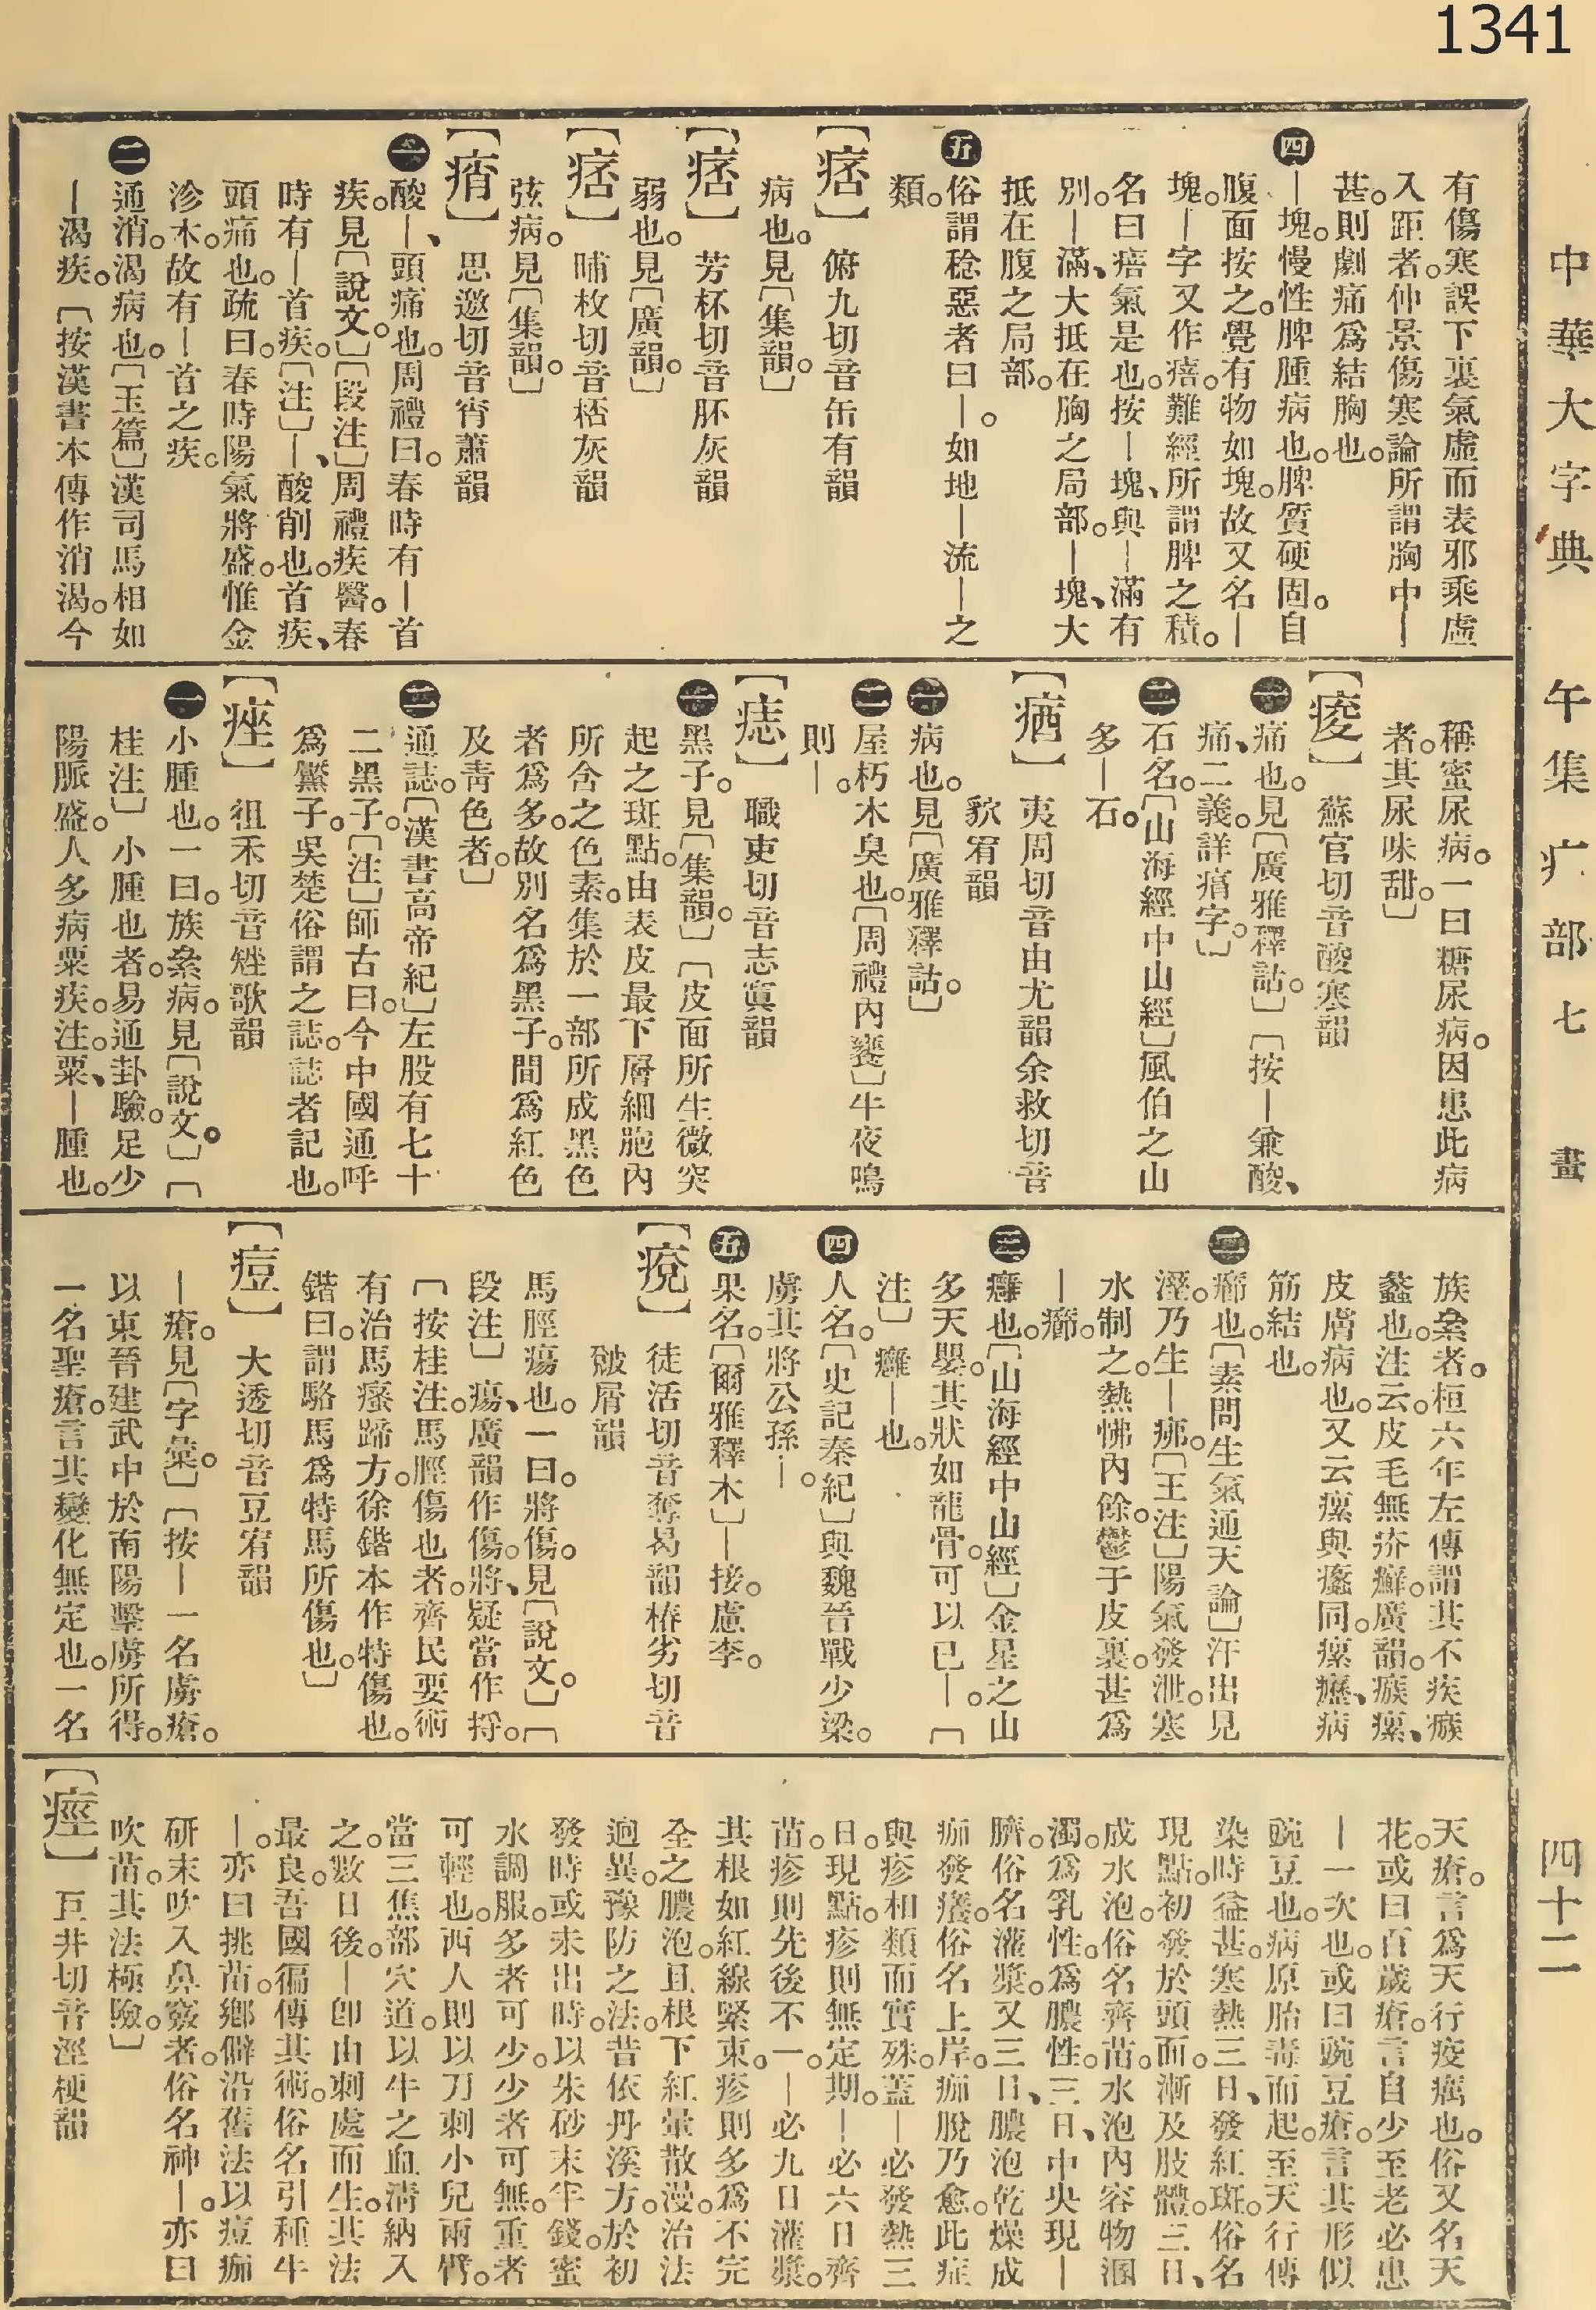 1341
中華大字典　午集　疒部　七畫　四十二
有傷寒誤下裏氣虛而表邪乘虛
入距者。仲景傷寒論所謂胸中｜
甚。則劇痛爲結胸也。
四｜塊。慢性脾腫病也。脾質硬固。自
腹面按之。覺有物如塊。故又名｜
塊。｜字又作㾦。難經所謂脾之積。
名曰㾦氣是也。按｜塊、與｜滿有
別。｜滿、大抵在胸之局部。｜塊、大
抵在腹之局部。
五俗謂稔惡者曰｜。如地｜流｜之
類。
【痞】　俯九切音缶有韻
病也。見〔集韻。〕
【痞】　芳杯切音胚灰韻
弱也。見〔廣韻。〕
【痞】　晡枚切音桮灰韻
弦病。見〔集韻。〕
【痟】　思邀切音宵蕭韻
一酸｜、頭痛也。周禮曰。春時有｜首
疾。見〔說文。〕〔段注〕周禮疾醫。春
時有｜首疾。〔注〕｜、酸削也。首疾、
頭痛也。疏曰。春時陽氣將盛。惟金
沴木。故有｜首之疾。
二通消。渴病也。〔玉篇〕漢司馬相如
｜渴疾。〔按漢書本傳作消渴。今
稱蜜尿病。一曰糖尿病。因患此病
者。其尿味甜。〕
【痠】　蘇官切音酸寒韻
一痛也。見〔廣雅釋詁。〕〔按｜兼酸、
痛、二義。詳痟字。〕
二石名。〔山海經中山經〕風伯之山
多｜石。
【𤶈】　夷周切音由尤韻余救切音
狖宥韻
一病也。見〔廣雅釋詁。〕
二屋朽木臭也。〔周禮內饔〕牛夜鳴
則｜。
【痣】　職吏切音志寘韻
一黑子。見〔集韻。〕〔皮面所生微突
起之斑點。由表皮最下層細胞內
所含之色素。集於一部所成。黑色
者爲多。故別名爲黑子。間爲紅色
及青色者。〕
二通誌。〔漢書高帝紀〕左股有七十
二黑子。〔注〕師古曰。今中國通呼
爲黶子。吳楚俗謂之誌。誌者記也。
【痤】　徂禾切音矬歌韻
一小腫也。一曰。族絫病。見〔說文。〕〔
桂注〕小腫也者。易通卦驗。足少
陽脈盛。人多病粟疾。注。粟、｜腫也。
族絫者。桓六年左傳謂其不疾瘯
蠡也。注云。皮毛無疥癬。廣韻。瘯瘰、
皮膚病也。又云瘰與癳同。瘰癧、病
筋結也。
二癤也。〔素問生氣通天論〕汗出見
溼。乃生｜疿。〔王注〕陽氣發泄。寒
水制之。熱怫內餘。鬱于皮裏。甚爲
｜癤。
三癰也。〔山海經中山經〕金星之山
多天嬰。其狀如龍骨。可以已｜。〔
注〕癰｜也。
四人名。〔史記秦紀〕與魏晉戰少梁。
虜其將公孫｜。
五果名。〔爾雅釋木〕｜接。慮李。
【痥】　徒活切音奪曷韻樁劣切音
𪘏屑韻
馬脛瘍也。一曰。將傷。見〔說文。〕〔
段注〕瘍、廣韻作傷。將、疑當作捋。
〔按桂注。馬脛傷也者。齊民要術
有治馬瘙蹄方。徐鍇本作特傷也。
鍇曰。謂駱馬爲特馬所傷也。〕
【痘】　大透切音豆宥韻
｜瘡。見〔字彙。〕〔按｜一名虜瘡。
以東晉建武中於南陽擊虜所得。
一名聖瘡。言其變化無定也。一名
天瘡。言爲天行疫癘也。俗又名天
花。或曰百歲瘡。言自少至老必患
｜一次也。或曰豌豆瘡。言其形似
豌豆也。病原胎毒而起。至天行傳
染時益甚。寒熱三日、發紅斑。俗名
現點。初發於頭面。漸及肢體。三日、
成水泡。俗名齊苗。水泡內容物溷
濁。爲乳性。爲膿性。三日、中央現｜
臍。俗名灌漿。又三日、膿泡乾燥成
痂發癢。俗名上岸。痂脫乃愈。此症
與疹相類而實殊。蓋｜必發熱三
日。現點。疹則無定期。｜必六日齊
苗。疹則先後不一。｜必九日灌漿。
其根如紅線緊束。疹則多爲不完
全之膿泡。且根下紅暈散漫。治法
迥異。豫防之法。昔依丹溪方。於初
發時或未出時。以朱砂末半錢。蜜
水調服。多者可少。少者可無。重者
可輕也。西人則以刀刺小兒兩臂。
當三焦部穴道。以牛之血清納入
之。數日後。｜卽由刺處而生。其法
最良。吾國徧傳其術。俗名引種牛
｜。亦曰挑苗。鄉僻沿舊法以痘痂
研末吹入鼻竅者。俗名神｜。亦曰
吹苗。其法極險。〕
【痙】　巨井切音涇梗韻